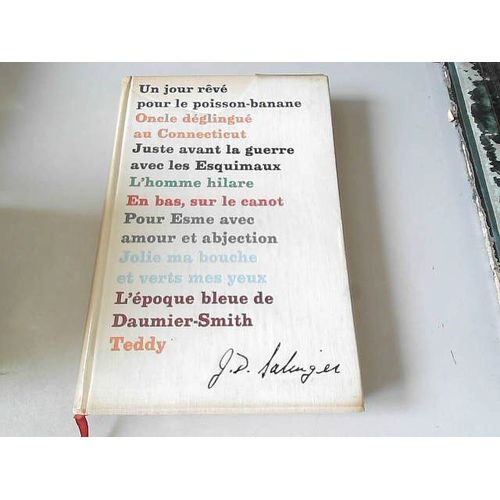 Un jour rêvé
pour le poisson-banane
Oncle déglingué
au Connecticut
Juste avant la guerre
avec les Esquimaux
L'homme hilare
En bas, sur le canot
Pour Esme avec
amour et abjection
Jolie ma bouche
et verts mes yeux
L'époque bleue de
Daumier-Smith
Teddy
J. D. Salinger